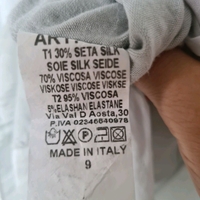 T1 30% SETA SILK
SOIE SILK SEIDE
70% VISCOSA VISCOSE
VISKOSE VISKOSE VISCOSE
T2 95% VISCOSA
5% ELASHAN ELASTANE
Via Val D Aosta,30
P.IVA 02346840978
MADE IN ITALY
9